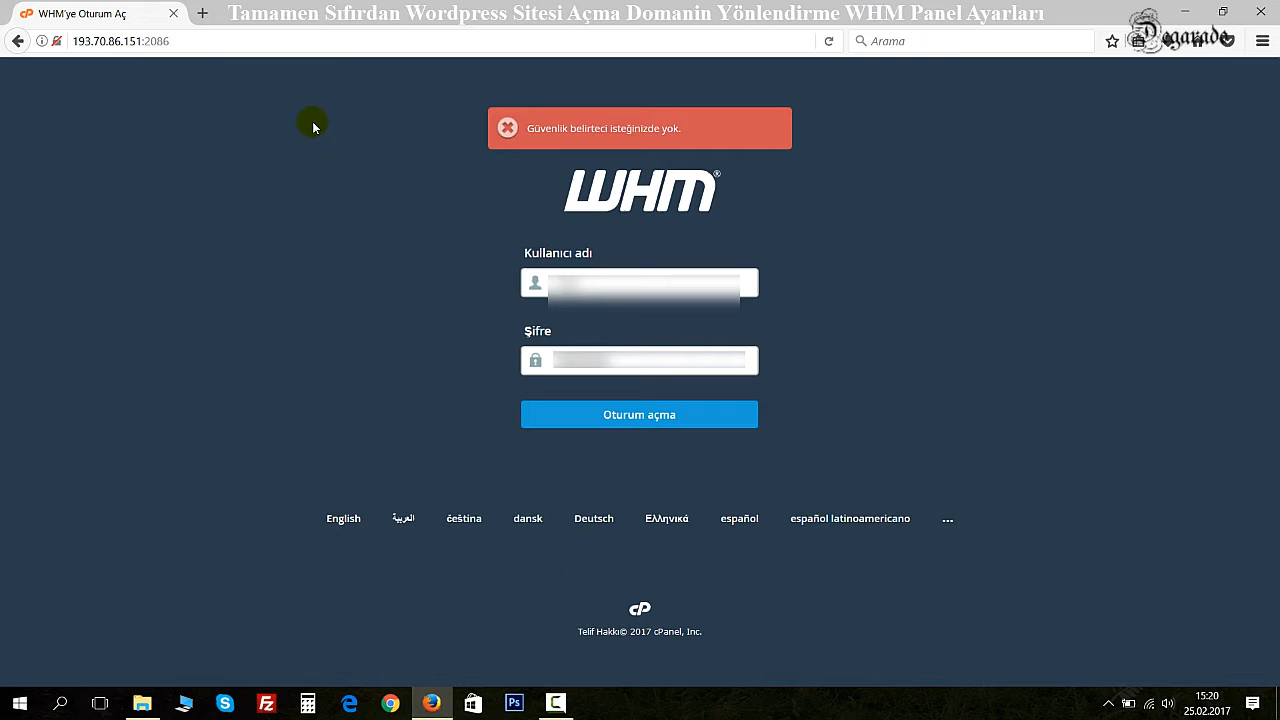 WHM'ye Oturum Aç
Tamamen Sıfırdan Wordpress Sitesi Açma Domanin Yönlendirme WHM Panel Ayarları
193.70.86.151:2086
Arama
Degarade
Güvenlik belirteci isteğinizde yok.
WHM®
Kullanıcı adı
Şifre
Oturum açma
English العربية čeština dansk Deutsch Ελληνικά español español latinoamericano ...
cP
Telif Hakkı© 2017 cPanel, Inc.
15:20
25.02.2017